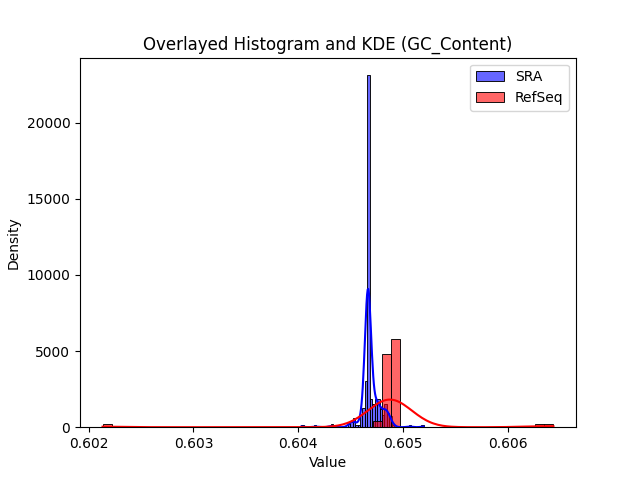 Overlayed Histogram and KDE (GC_Content)
SRA
RefSeq
20000
15000
10000
5000
0
Density
0.602 0.603 0.604 0.605 0.606
Value